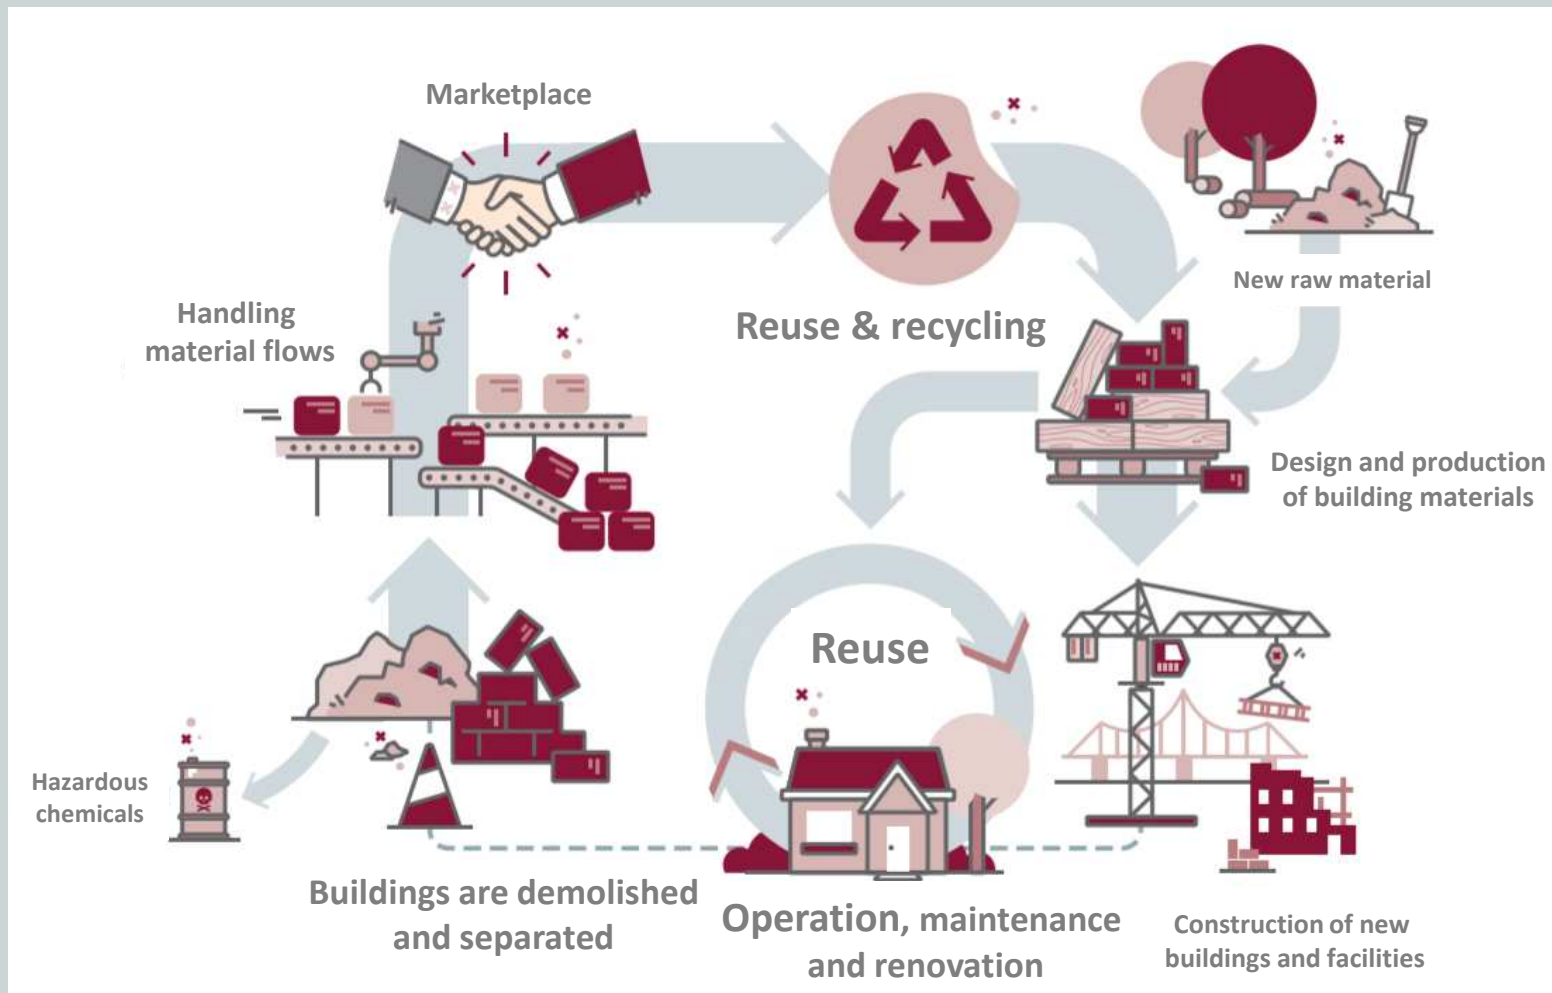 Marketplace
Handling
material flows
Reuse & recycling
New raw material
Design and production
of building materials
Reuse
Hazardous
chemicals
Buildings are demolished
and separated
Operation, maintenance
and renovation
Construction of new
buildings and facilities